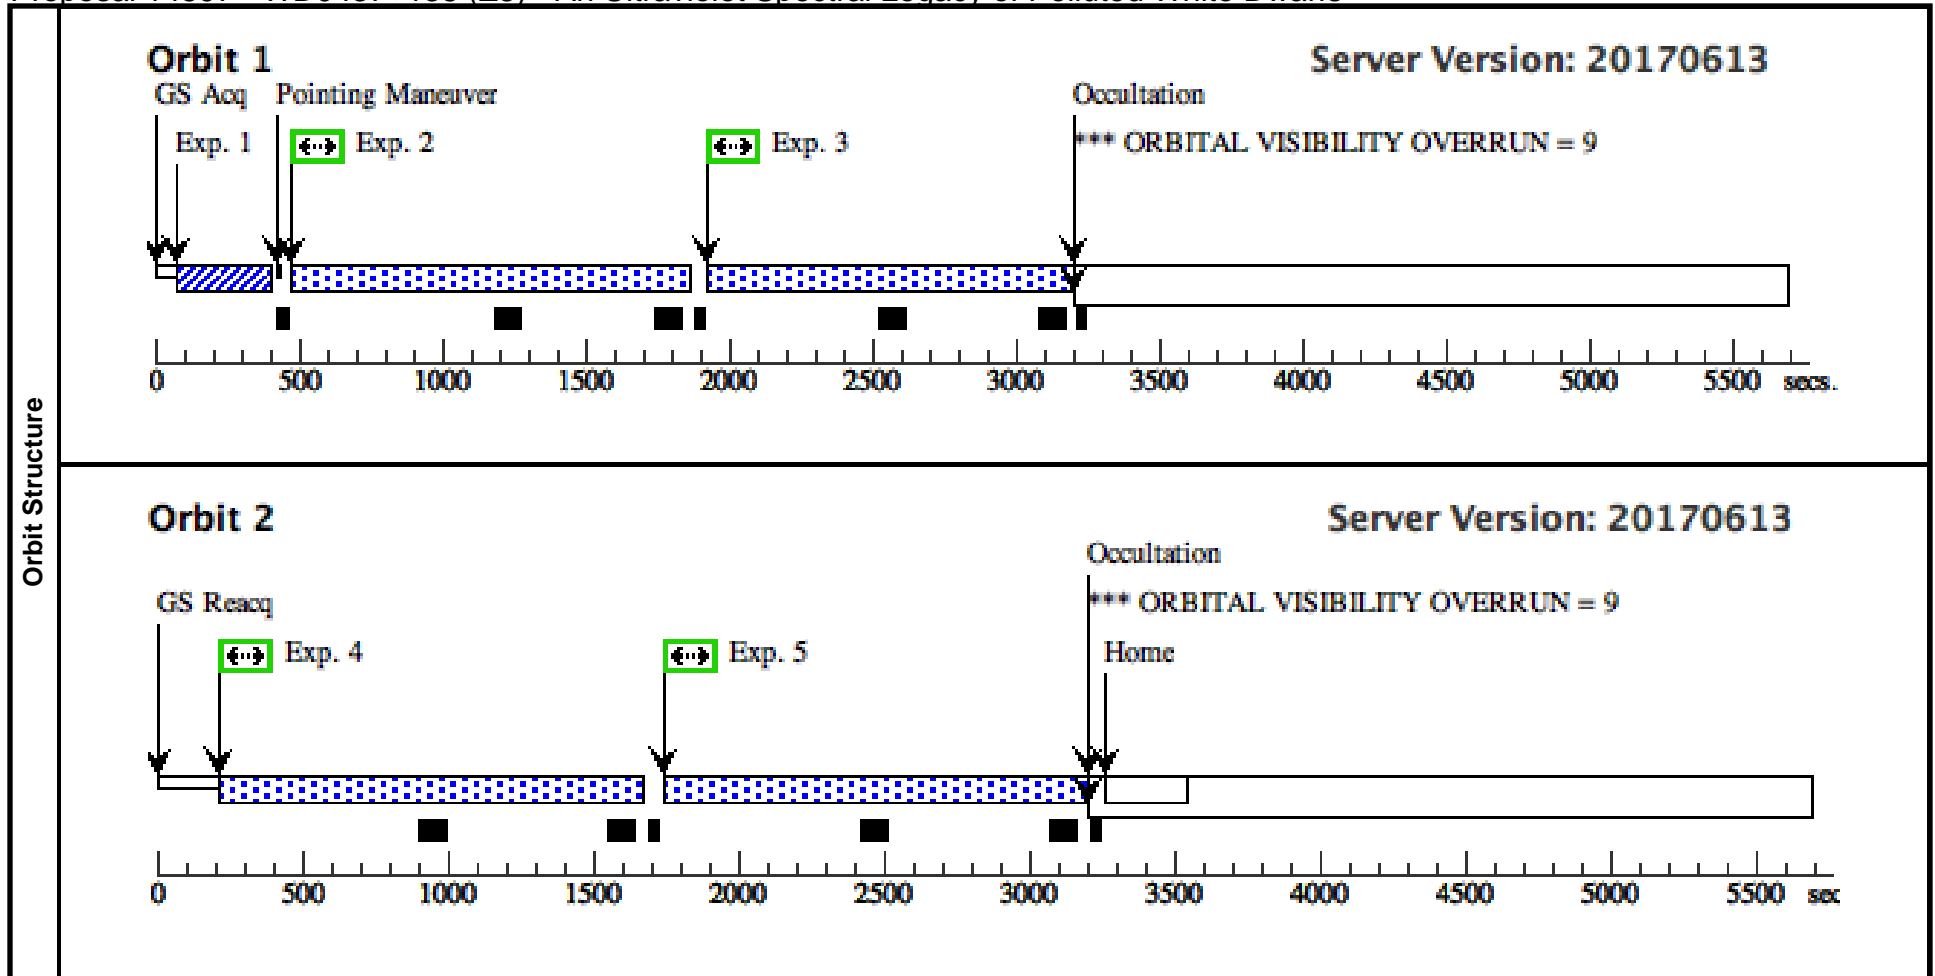 Orbit 1 Server Version: 20170613
GS Acq Pointing Maneuver Occultation
Exp. 1 Exp. 2 Exp. 3 *** ORBITAL VISIBILITY OVERRUN = 9
0 500 1000 1500 2000 2500 3000 3500 4000 4500 5000 5500 secs.
Orbit Structure
Orbit 2 Server Version: 20170613
Occultation
GS Reacq *** ORBITAL VISIBILITY OVERRUN = 9
Exp. 4 Exp. 5 Home
0 500 1000 1500 2000 2500 3000 3500 4000 4500 5000 5500 sec